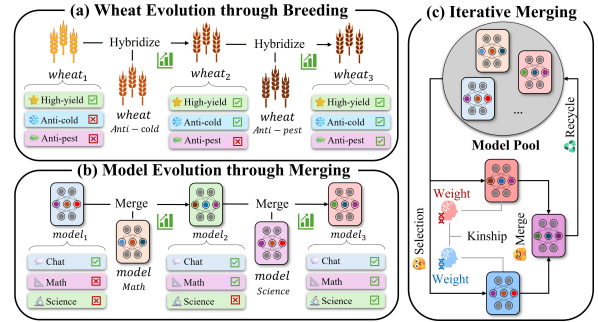 (a) Wheat Evolution through Breeding
Hybridize
Hybridize
wheat₁
wheat₂
wheat₃
wheat
Anti − cold
wheat
Anti − pest
High-yield
Anti-cold
Anti-pest
High-yield
Anti-cold
Anti-pest
High-yield
Anti-cold
Anti-pest
(b) Model Evolution through Merging
Merge
Merge
model₁
model₂
model₃
model
Math
model
Science
Chat
Math
Science
Chat
Math
Science
Chat
Math
Science
(c) Iterative Merging
...
Model Pool
Recycle
Weight
Kinship
Selection
Merge
Weight